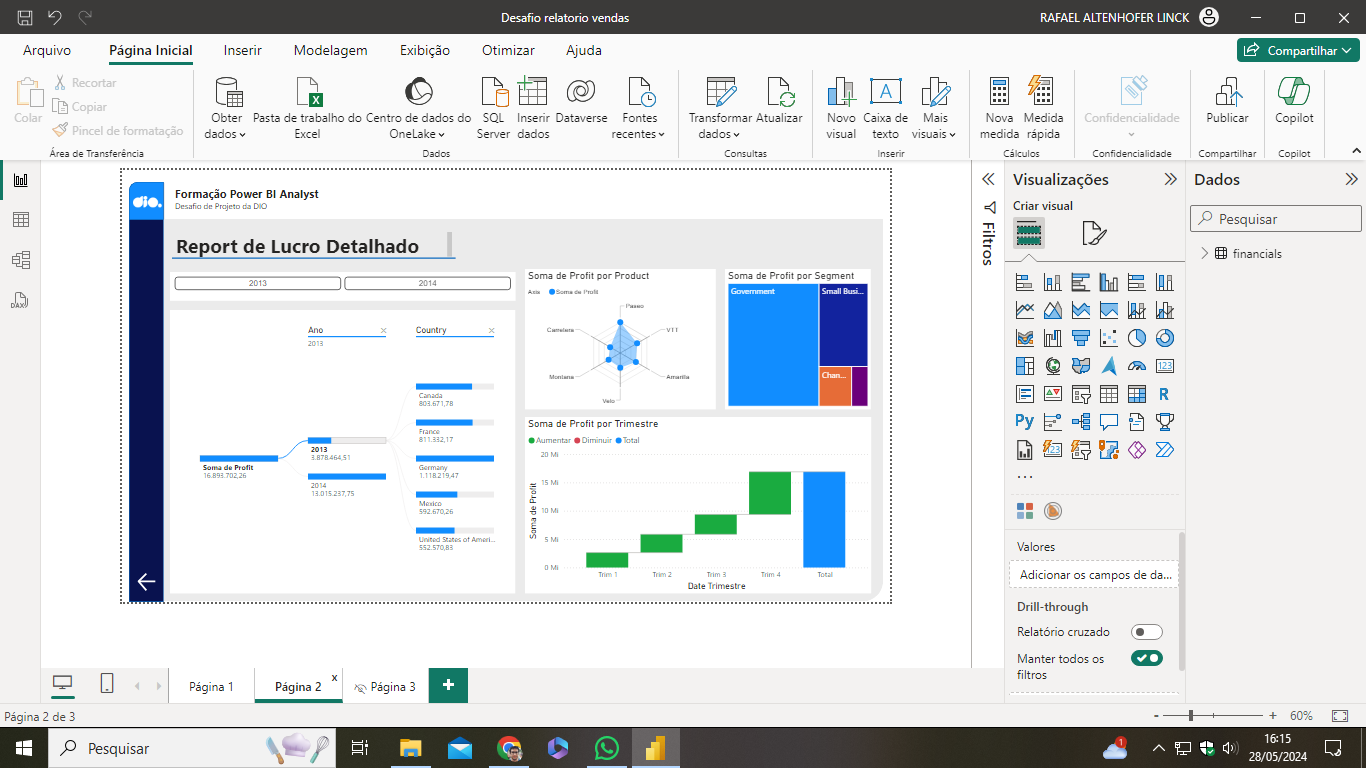 Desafio relatorio vendas
RAFAEL ALTENHOFER LINCK
Arquivo
Página Inicial
Inserir
Modelagem
Exibição
Otimizar
Ajuda
Compartilhar
Colar
Recortar
Copiar
Pincel de formatação
Área de Transferência
Obter dados
Pasta de trabalho do Excel
Centro de dados do OneLake
SQL Server
Inserir dados
Dataverse
Fontes recentes
Dados
Transformar dados
Atualizar
Consultas
Novo visual
Caixa de texto
Mais visuais
Inserir
Nova medida
Medida rápida
Cálculos
Confidencialidade
Confidencialidade
Publicar
Compartilhar
Copilot
Copilot
dio.
Formação Power BI Analyst
Desafio de Projeto da DIO
Report de Lucro Detalhado
2013
2014
Ano
2013
Country
Soma de Profit
16.893.702,26
2013
3.878.464,51
2014
13.015.237,75
Canada
803.671,78
France
811.332,17
Germany
1.118.219,47
Mexico
592.670,26
United States of Ameri...
552.570,83
Soma de Profit por Product
Axis
Soma de Profit
Paseo
Carretera
VTT
Montana
Amarilla
Velo
Soma de Profit por Segment
Government
Small Busi...
Chan...
Soma de Profit por Trimestre
Aumentar
Diminuir
Total
Soma de Profit
20 Mi
15 Mi
10 Mi
5 Mi
0 Mi
Trim 1
Trim 2
Trim 3
Trim 4
Total
Date Trimestre
Filtros
Visualizações
Criar visual
123
R
Py
123
...
Valores
Adicionar os campos de da...
Drill-through
Relatório cruzado
Manter todos os filtros
Dados
Pesquisar
financials
DAX
Página 1
Página 2
Página 3
Página 2 de 3
60%
Pesquisar
1
16:15
28/05/2024